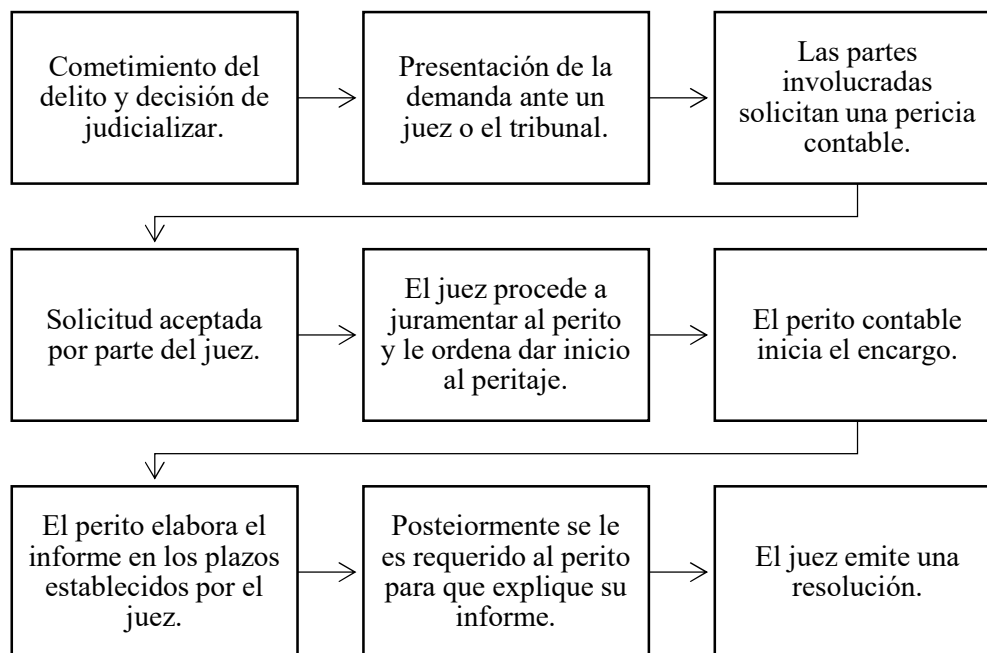 Cometimiento del
delito y decisión de
judicializar.
Presentación de la
demanda ante un
juez o el tribunal.
Las partes
involucradas
solicitan una pericia
contable.
Solicitud aceptada
por parte del juez.
El juez procede a
juramentar al perito
y le ordena dar inicio
al peritaje.
El perito contable
inicia el encargo.
El perito elabora el
informe en los plazos
establecidos por el
juez.
Posteiormente se le
es requerido al perito
para que explique su
informe.
El juez emite una
resolución.